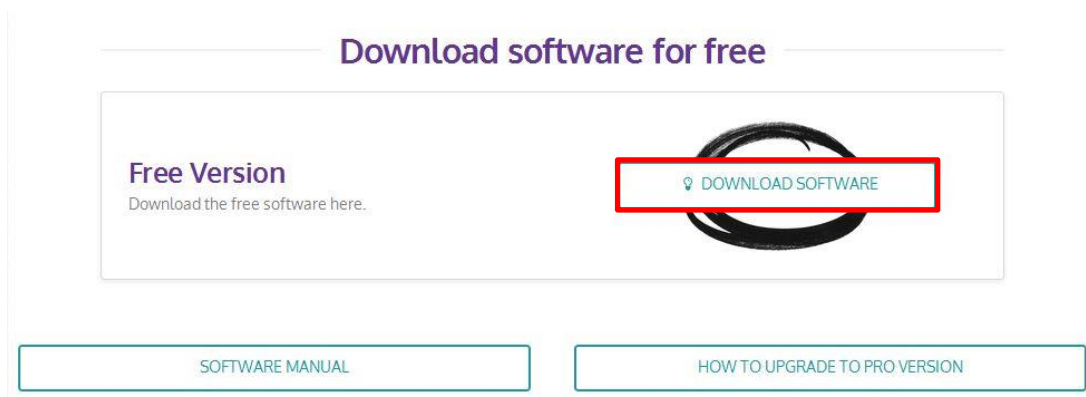 Download software for free
Free Version
Download the free software here.
DOWNLOAD SOFTWARE
SOFTWARE MANUAL
HOW TO UPGRADE TO PRO VERSION